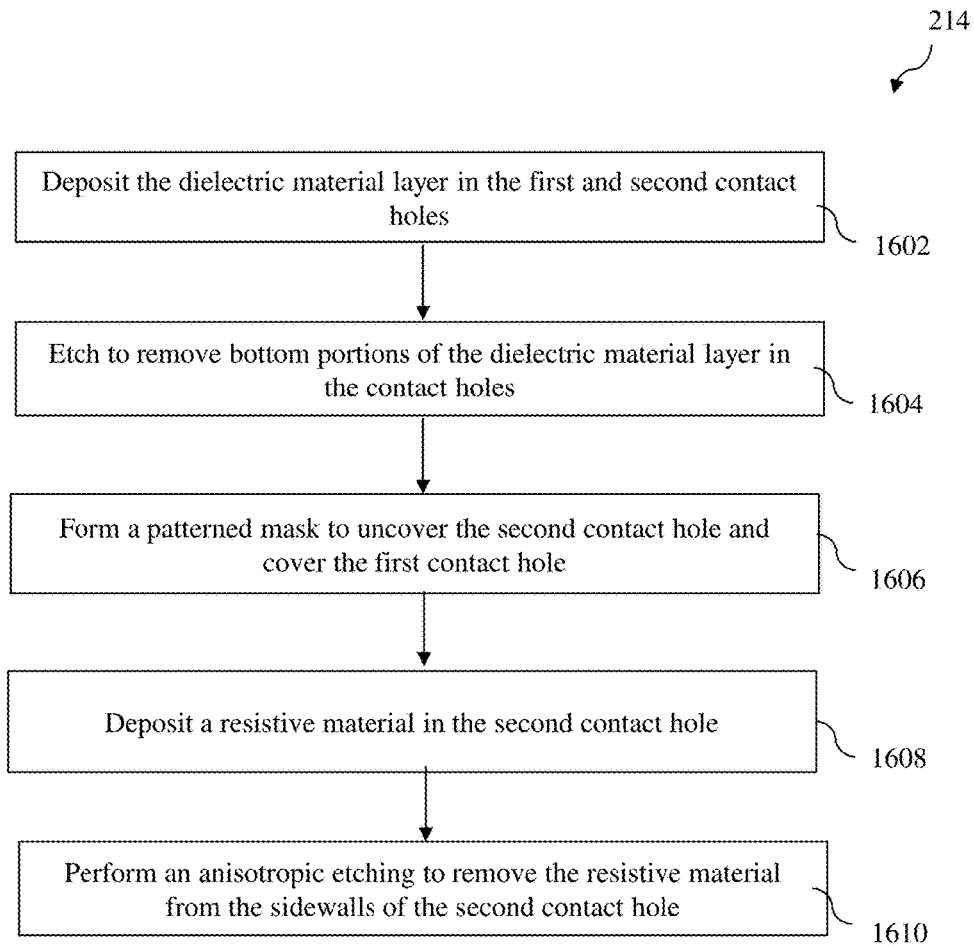 214
Deposit the dielectric material layer in the first and second contact
holes
1602
Etch to remove bottom portions of the dielectric material layer in
the contact holes
1604
Form a patterned mask to uncover the second contact hole and
cover the first contact hole
1606
Deposit a resistive material in the second contact hole
1608
Perform an anisotropic etching to remove the resistive material
from the sidewalls of the second contact hole
1610